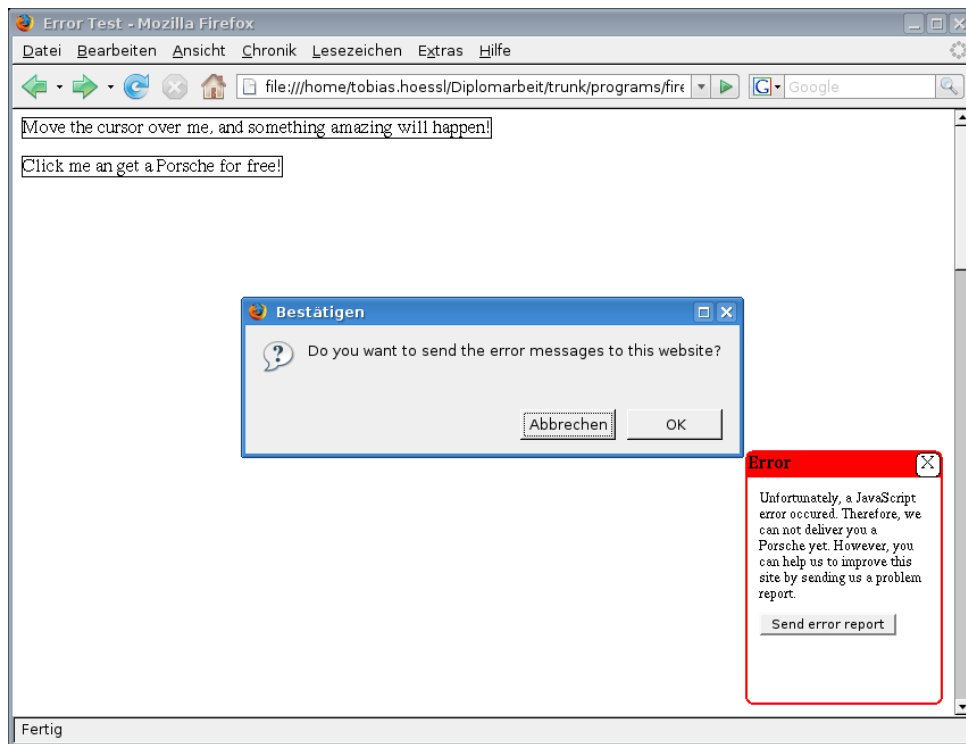 Error Test - Mozilla Firefox
Datei Bearbeiten Ansicht Chronik Lesezeichen Extras Hilfe
file:///home/tobias.hoessl/Diplomarbeit/trunk/programs/fire
G Google
Move the cursor over me, and something amazing will happen!
Click me an get a Porsche for free!
Bestätigen
Do you want to send the error messages to this website?
Abbrechen OK
Error X
Unfortunately, a JavaScript
error occured. Therefore, we
can not deliver you a
Porsche yet. However, you
can help us to improve this
site by sending us a problem
report.
Send error report
Fertig